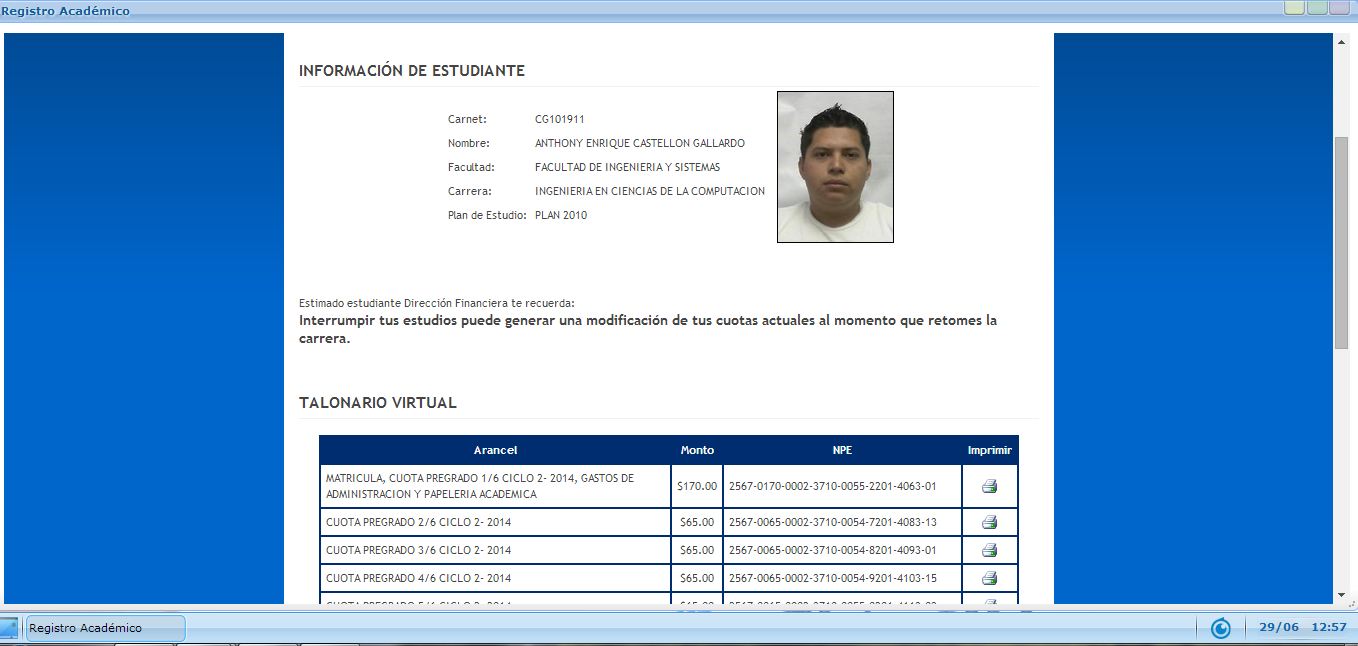 Registro Académico
INFORMACIÓN DE ESTUDIANTE
Carnet: CG101911
Nombre: ANTHONY ENRIQUE CASTELLON GALLARDO
Facultad: FACULTAD DE INGENIERIA Y SISTEMAS
Carrera: INGENIERIA EN CIENCIAS DE LA COMPUTACION
Plan de Estudio: PLAN 2010
Estimado estudiante Dirección Financiera te recuerda:
Interrumpir tus estudios puede generar una modificación de tus cuotas actuales al momento que retomes la
carrera.
TALONARIO VIRTUAL
Arancel Monto NPE Imprimir
MATRICULA, CUOTA PREGRADO 1/6 CICLO 2- 2014, GASTOS DE
ADMINISTRACION Y PAPELERIA ACADEMICA
$170.00 2567-0170-0002-3710-0055-2201-4063-01
CUOTA PREGRADO 2/6 CICLO 2- 2014 $65.00 2567-0065-0002-3710-0054-7201-4083-13
CUOTA PREGRADO 3/6 CICLO 2- 2014 $65.00 2567-0065-0002-3710-0054-8201-4093-01
CUOTA PREGRADO 4/6 CICLO 2- 2014 $65.00 2567-0065-0002-3710-0054-9201-4103-15
Registro Académico
29/06 12:57